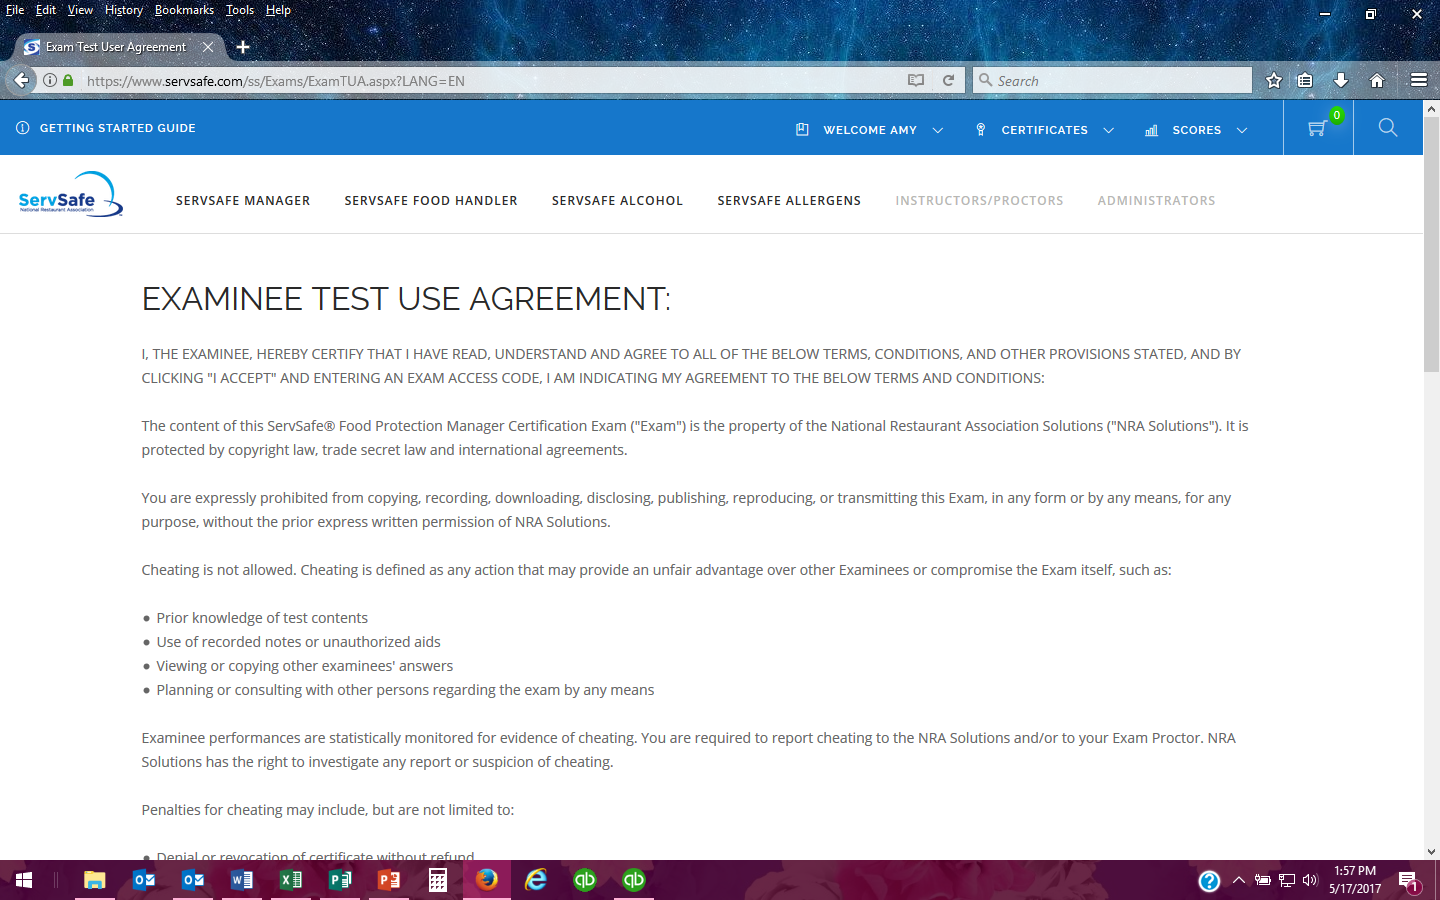 File Edit View History Bookmarks Tools Help
Exam Test User Agreement
https://www.servsafe.com/ss/Exams/ExamTUA.aspx?LANG=EN
Search
GETTING STARTED GUIDE
WELCOME AMY
CERTIFICATES
SCORES
0
ServSafe
National Restaurant Association
SERVSAFE MANAGER
SERVSAFE FOOD HANDLER
SERVSAFE ALCOHOL
SERVSAFE ALLERGENS
INSTRUCTORS/PROCTORS
ADMINISTRATORS
EXAMINEE TEST USE AGREEMENT:
I, THE EXAMINEE, HEREBY CERTIFY THAT I HAVE READ, UNDERSTAND AND AGREE TO ALL OF THE BELOW TERMS, CONDITIONS, AND OTHER PROVISIONS STATED, AND BY
CLICKING "I ACCEPT" AND ENTERING AN EXAM ACCESS CODE, I AM INDICATING MY AGREEMENT TO THE BELOW TERMS AND CONDITIONS:
The content of this ServSafe® Food Protection Manager Certification Exam ("Exam") is the property of the National Restaurant Association Solutions ("NRA Solutions"). It is
protected by copyright law, trade secret law and international agreements.
You are expressly prohibited from copying, recording, downloading, disclosing, publishing, reproducing, or transmitting this Exam, in any form or by any means, for any
purpose, without the prior express written permission of NRA Solutions.
Cheating is not allowed. Cheating is defined as any action that may provide an unfair advantage over other Examinees or compromise the Exam itself, such as:
• Prior knowledge of test contents
• Use of recorded notes or unauthorized aids
• Viewing or copying other examinees' answers
• Planning or consulting with other persons regarding the exam by any means
Examinee performances are statistically monitored for evidence of cheating. You are required to report cheating to the NRA Solutions and/or to your Exam Proctor. NRA
Solutions has the right to investigate any report or suspicion of cheating.
Penalties for cheating may include, but are not limited to:
• Denial or revocation of certificate without refund
1:57 PM
5/17/2017
1